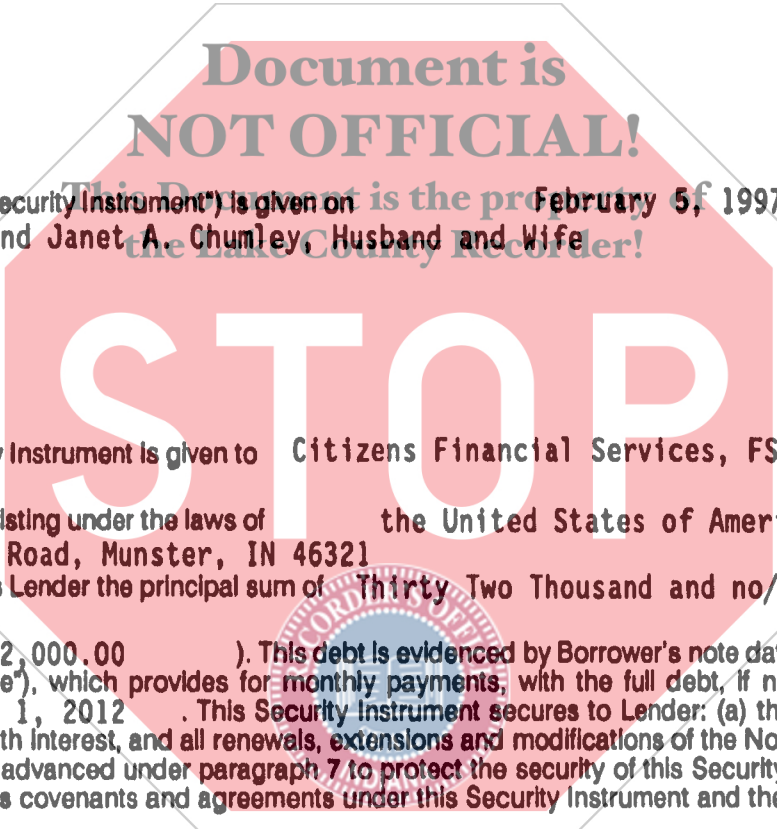 Document is
NOT OFFICIAL!
This Document is the property of
the Lake County Recorder!
STOP
ecurity Instrument") is given on February 5, 1997
nd Janet A. Chumley, Husband and Wife
Instrument is given to Citizens Financial Services, FS
isting under the laws of the United States of Ameri
Road, Munster, IN 46321
Lender the principal sum of Thirty Two Thousand and no/
2,000.00 ). This debt is evidenced by Borrower's note dat
e"), which provides for monthly payments, with the full debt, if n
1, 2012 . This Security Instrument secures to Lender: (a) th
th interest, and all renewals, extensions and modifications of the No
advanced under paragraph 7 to protect the security of this Security
s covenants and agreements under this Security Instrument and the
RECORDER'S OFFICE
INDIANA